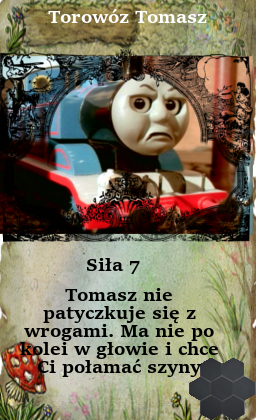 Torowóz Tomasz
Siła 7
Tomasz nie
patyczkuje się z
wrogami. Ma nie po
kolei w głowie i chce
Ci połamać szyny